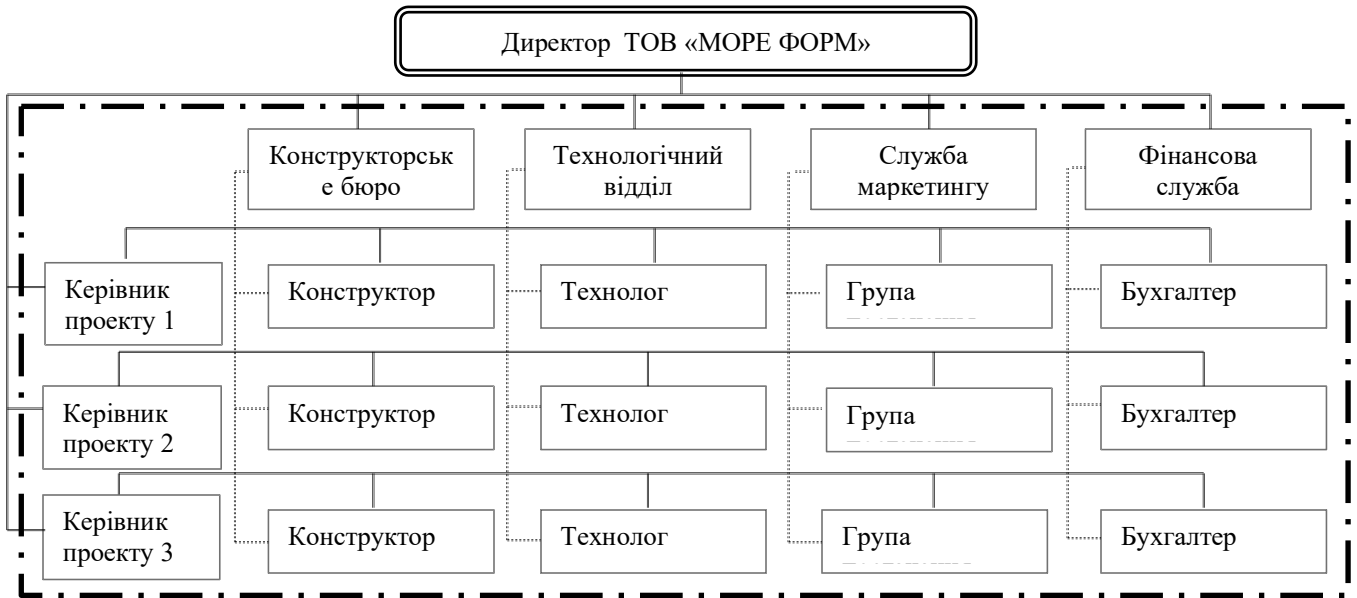 Директор ТОВ «МОРЕ ФОРМ»
Конструкторськ
е бюро
Технологічний
відділ
Служба
маркетингу
Фінансова
служба
Керівник
проекту 1
Конструктор
Технолог
Група
Бухгалтер
Керівник
проекту 2
Конструктор
Технолог
Група
Бухгалтер
Керівник
проекту 3
Конструктор
Технолог
Група
Бухгалтер